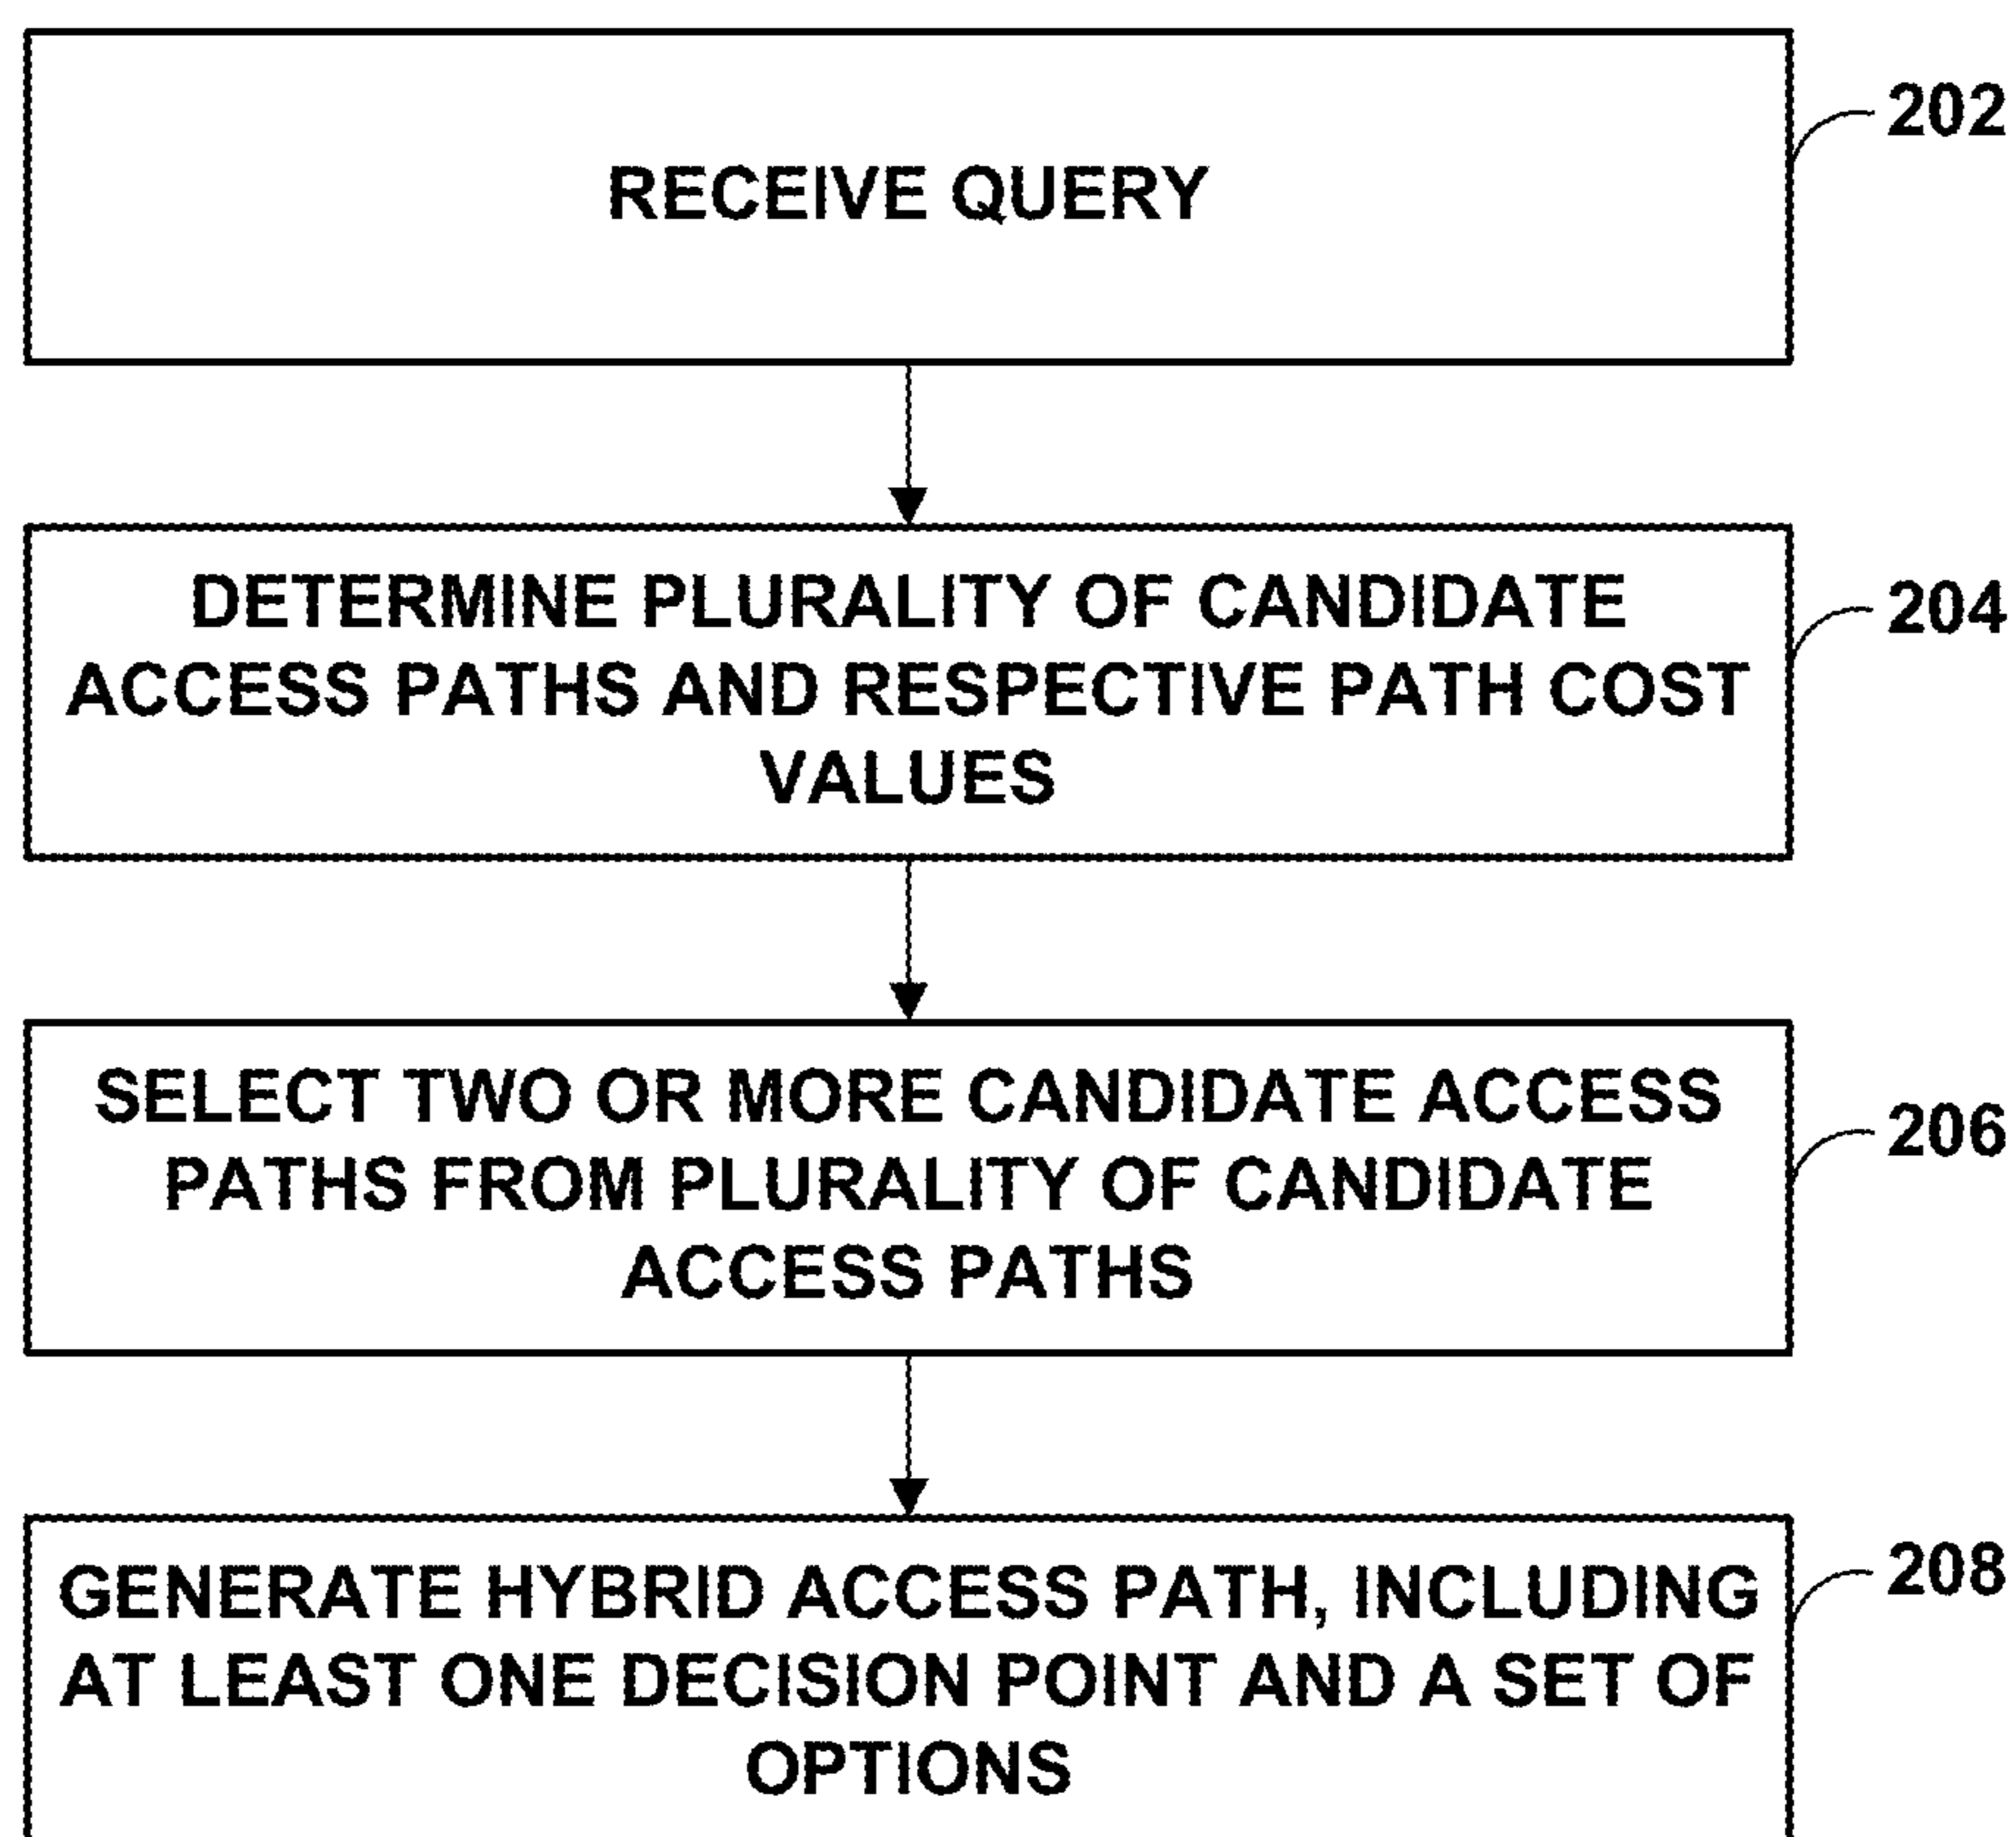 RECEIVE QUERY
202
DETERMINE PLURALITY OF CANDIDATE
ACCESS PATHS AND RESPECTIVE PATH COST
VALUES
204
SELECT TWO OR MORE CANDIDATE ACCESS
PATHS FROM PLURALITY OF CANDIDATE
ACCESS PATHS
206
GENERATE HYBRID ACCESS PATH, INCLUDING
AT LEAST ONE DECISION POINT AND A SET OF
OPTIONS
208